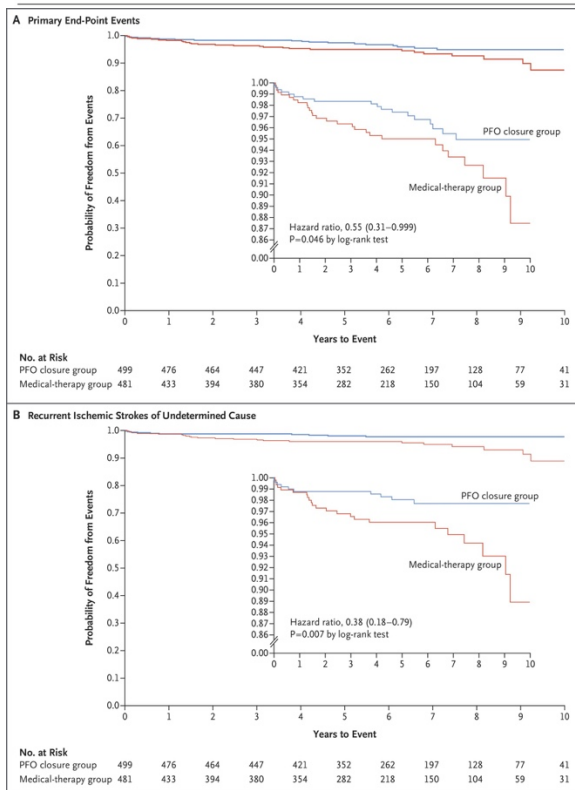 A Primary End-Point Events
Probability of Freedom from Events
1.0
0.9
0.8
0.7
0.6
0.5
0.4
0.3
0.2
0.1
0.0
1.00
0.99
0.98
0.97
0.96
0.95
0.94
0.93
0.92
0.91
0.90
0.89
0.88
0.87
0.86
0.00
PFO closure group
Medical-therapy group
Hazard ratio, 0.55 (0.31–0.999)
P=0.046 by log-rank test
0 1 2 3 4 5 6 7 8 9 10
0 1 2 3 4 5 6 7 8 9 10
Years to Event
No. at Risk
PFO closure group 499 476 464 447 421 352 262 197 128 77 41
Medical-therapy group 481 433 394 380 354 282 218 150 104 59 31
B Recurrent Ischemic Strokes of Undetermined Cause
Probability of Freedom from Events
1.0
0.9
0.8
0.7
0.6
0.5
0.4
0.3
0.2
0.1
0.0
1.00
0.99
0.98
0.97
0.96
0.95
0.94
0.93
0.92
0.91
0.90
0.89
0.88
0.87
0.86
0.00
PFO closure group
Medical-therapy group
Hazard ratio, 0.38 (0.18–0.79)
P=0.007 by log-rank test
0 1 2 3 4 5 6 7 8 9 10
0 1 2 3 4 5 6 7 8 9 10
Years to Event
No. at Risk
PFO closure group 499 476 464 447 421 352 262 197 128 77 41
Medical-therapy group 481 433 394 380 354 282 218 150 104 59 31